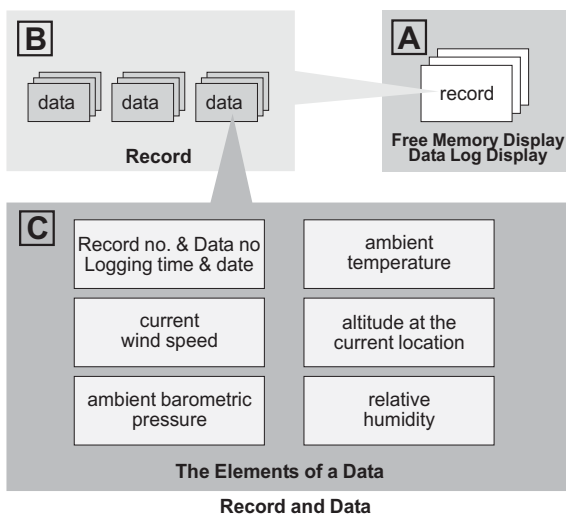 B
data
data
data
Record
A
record
Free Memory Display
Data Log Display
C
Record no. & Data no
Logging time & date
ambient
temperature
current
wind speed
altitude at the
current location
ambient barometric
pressure
relative
humidity
The Elements of a Data
Record and Data